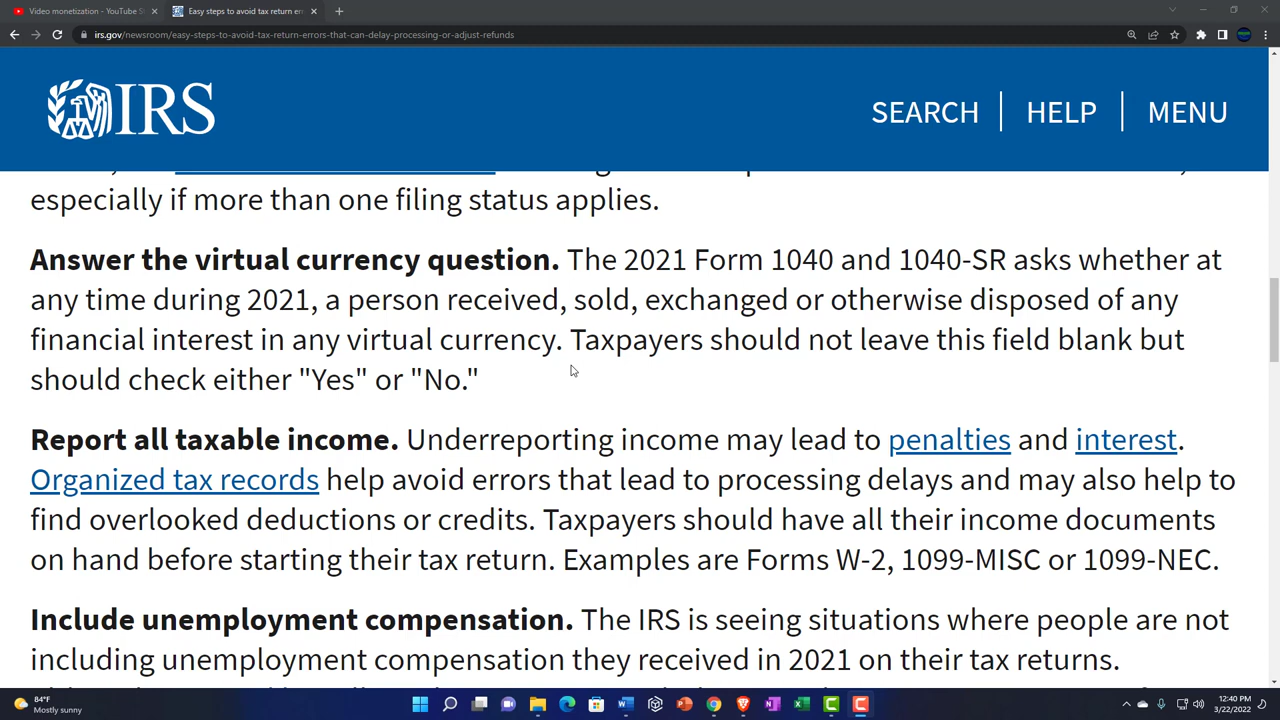 Video monetization - YouTube S
Easy steps to avoid tax return err
irs.gov/newsroom/easy-steps-to-avoid-tax-return-errors-that-can-delay-processing-or-adjust-refunds
IRS
SEARCH
HELP
MENU
especially if more than one filing status applies.
Answer the virtual currency question. The 2021 Form 1040 and 1040-SR asks whether at
any time during 2021, a person received, sold, exchanged or otherwise disposed of any
financial interest in any virtual currency. Taxpayers should not leave this field blank but
should check either "Yes" or "No."
Report all taxable income. Underreporting income may lead to penalties and interest.
Organized tax records help avoid errors that lead to processing delays and may also help to
find overlooked deductions or credits. Taxpayers should have all their income documents
on hand before starting their tax return. Examples are Forms W-2, 1099-MISC or 1099-NEC.
Include unemployment compensation. The IRS is seeing situations where people are not
including unemployment compensation they received in 2021 on their tax returns.
84°F
Mostly sunny
12:40 PM
3/22/2022